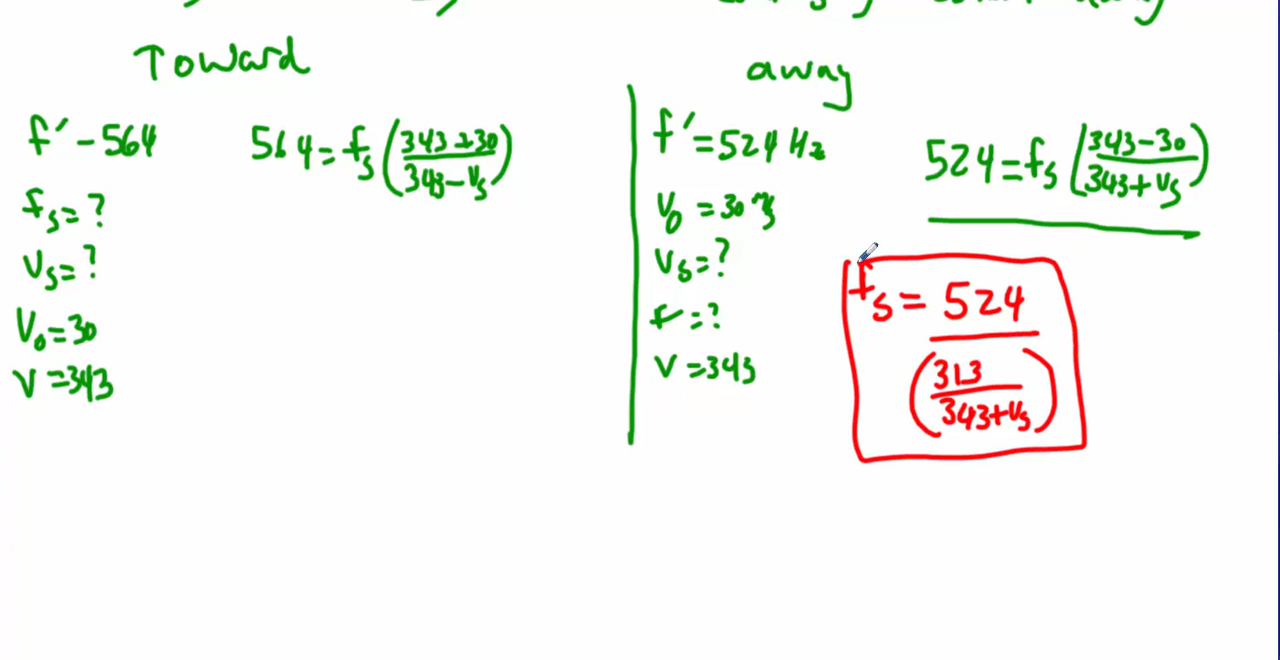 Toward
f′ - 564
564 = fs (343+30 / 343-vs)
fs = ?
vs = ?
Vo = 30
V = 343
away
f′ = 524 Hz
524 = fs (343-30 / 343+vs)
Vo = 30 m/s
Vs = ?
f = ?
V = 343
fs = 524 / (313 / 343+vs)